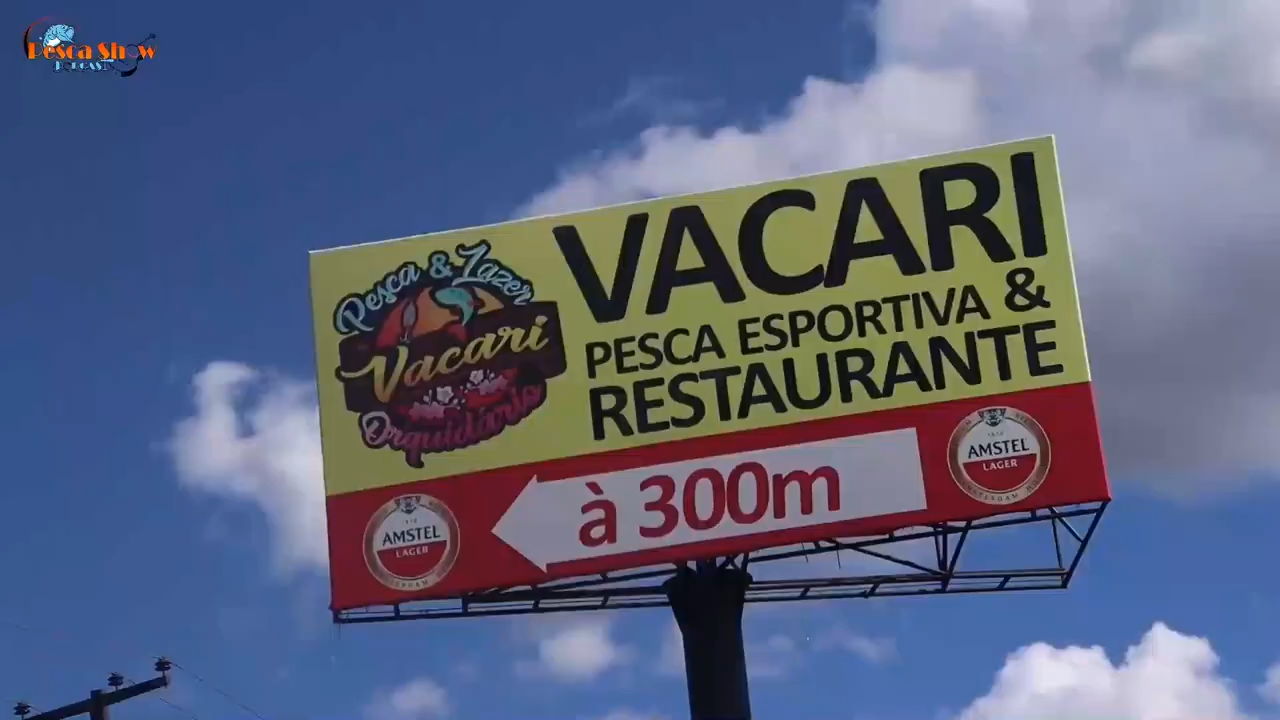 Pesca Show
PODCAST
VACARI
PESCA ESPORTIVA &
RESTAURANTE
Pesca & Lazer
Vacari
Orquidário
à 300m
AMSTEL
LAGER
AMSTEL
LAGER